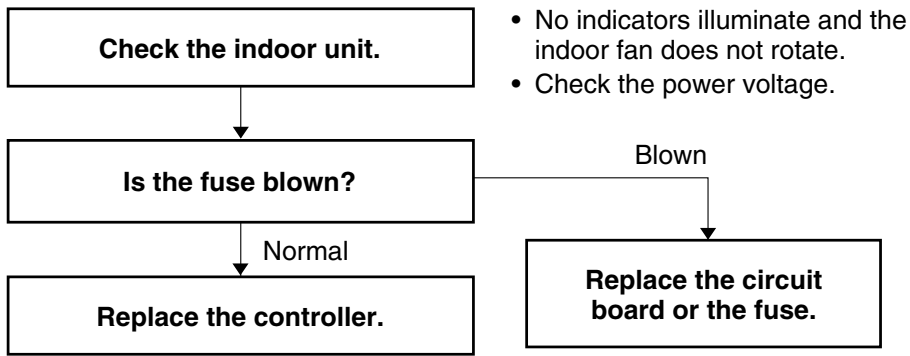 Check the indoor unit.
• No indicators illuminate and the
indoor fan does not rotate.
• Check the power voltage.
Is the fuse blown?
Blown
Normal
Replace the circuit
board or the fuse.
Replace the controller.